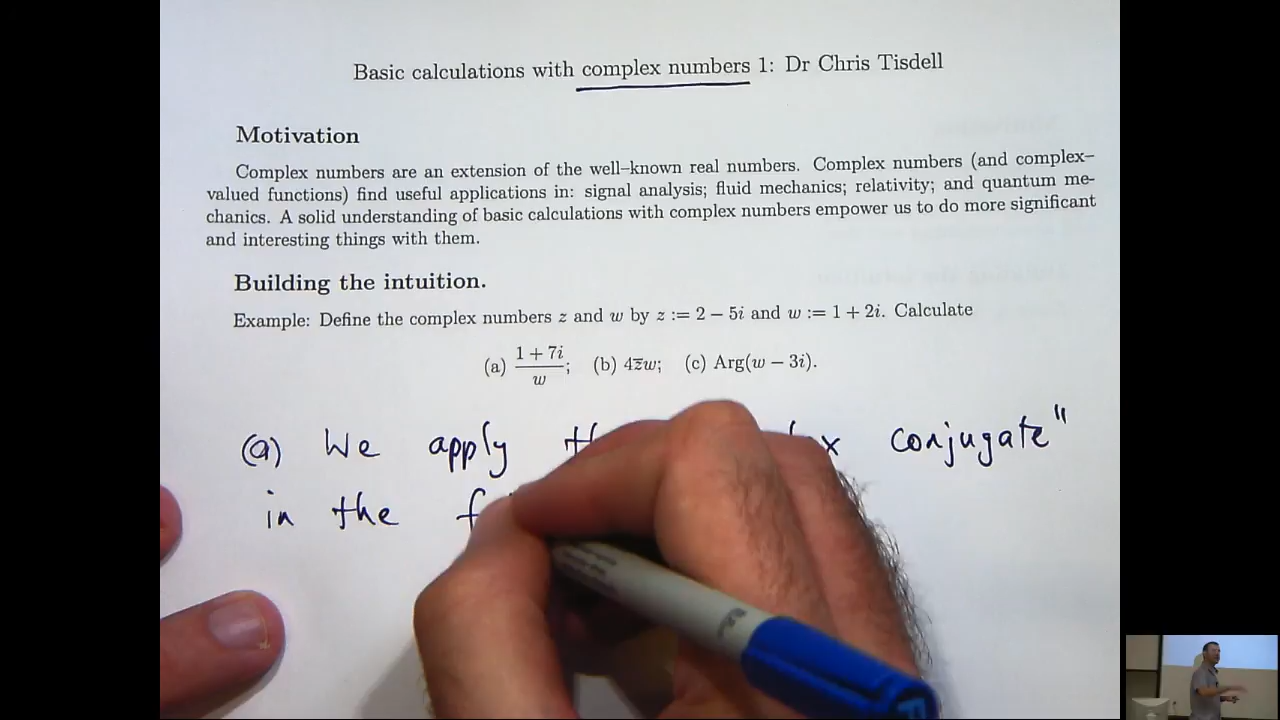 Basic calculations with complex numbers 1: Dr Chris Tisdell
Motivation
Complex numbers are an extension of the well–known real numbers. Complex numbers (and complex–
valued functions) find useful applications in: signal analysis; fluid mechanics; relativity; and quantum me-
chanics. A solid understanding of basic calculations with complex numbers empower us to do more significant
and interesting things with them.
Building the intuition.
Example: Define the complex numbers z and w by z := 2 − 5i and w := 1 + 2i. Calculate
(a) (1 + 7i)/w; (b) 4z̅w; (c) Arg(w − 3i).
(a) We apply conjugate"
in the